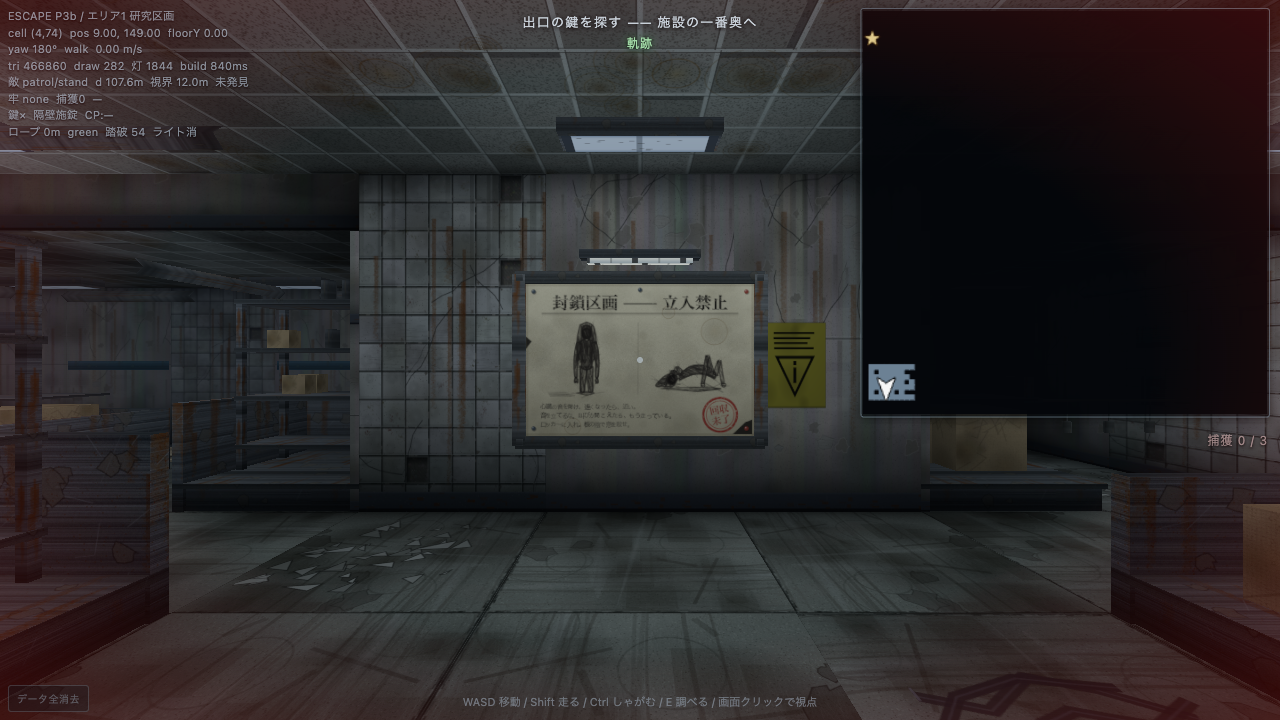 ESCAPE P3b / エリア1 研究区画
cell (4,74)  pos 9.00, 149.00  floorY 0.00
yaw 180°  walk  0.00 m/s
tri 466860  draw 282  灯 1844  build 840ms
敵 patrol/stand  d 107.6m  視界 12.0m  未発見
牢 none  捕獲0  —
鍵×  隔壁施錠  CP:—
ロープ 0m  green  踏破 54  ライト消
出口の鍵を探す —— 施設の一番奥へ
軌跡
封鎖区画 —— 立入禁止
回収
未了
捕獲 0 / 3
データ全消去
WASD 移動 / Shift 走る / Ctrl しゃがむ / E 調べる / 画面クリックで視点